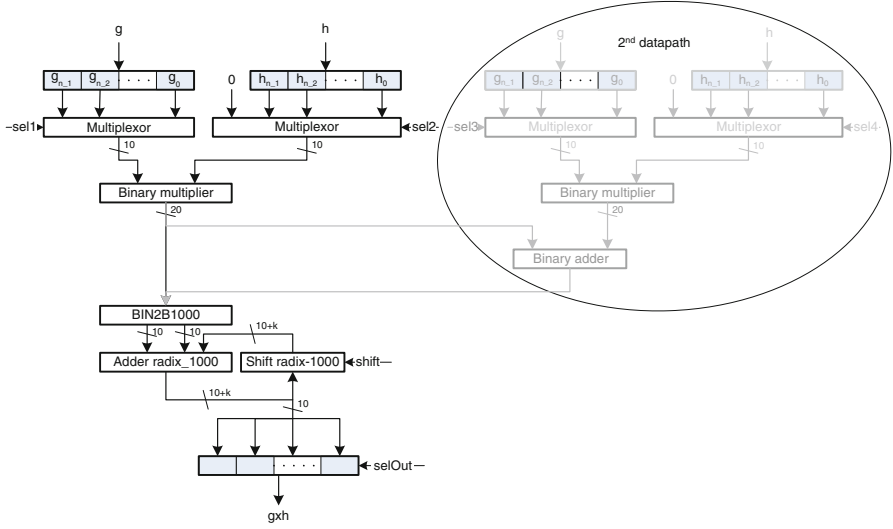 g h g 2nd datapath h
gn_1 gn_2 . . . . g0 0 hn_1 hn_2 . . . . h0 gn_1 gn_2 . . . . g0 0 hn_1 hn_2 . . . h0
sel1 Multiplexor Multiplexor sel2 sel3 Multiplexor Multiplexor sel4
10 10 10 10
Binary multiplier Binary multiplier
20 20
Binary adder
BIN2B1000
10 10 10+k
Adder radix_1000 Shift radix-1000 shift
10+k 10
. . . . . selOut
gxh